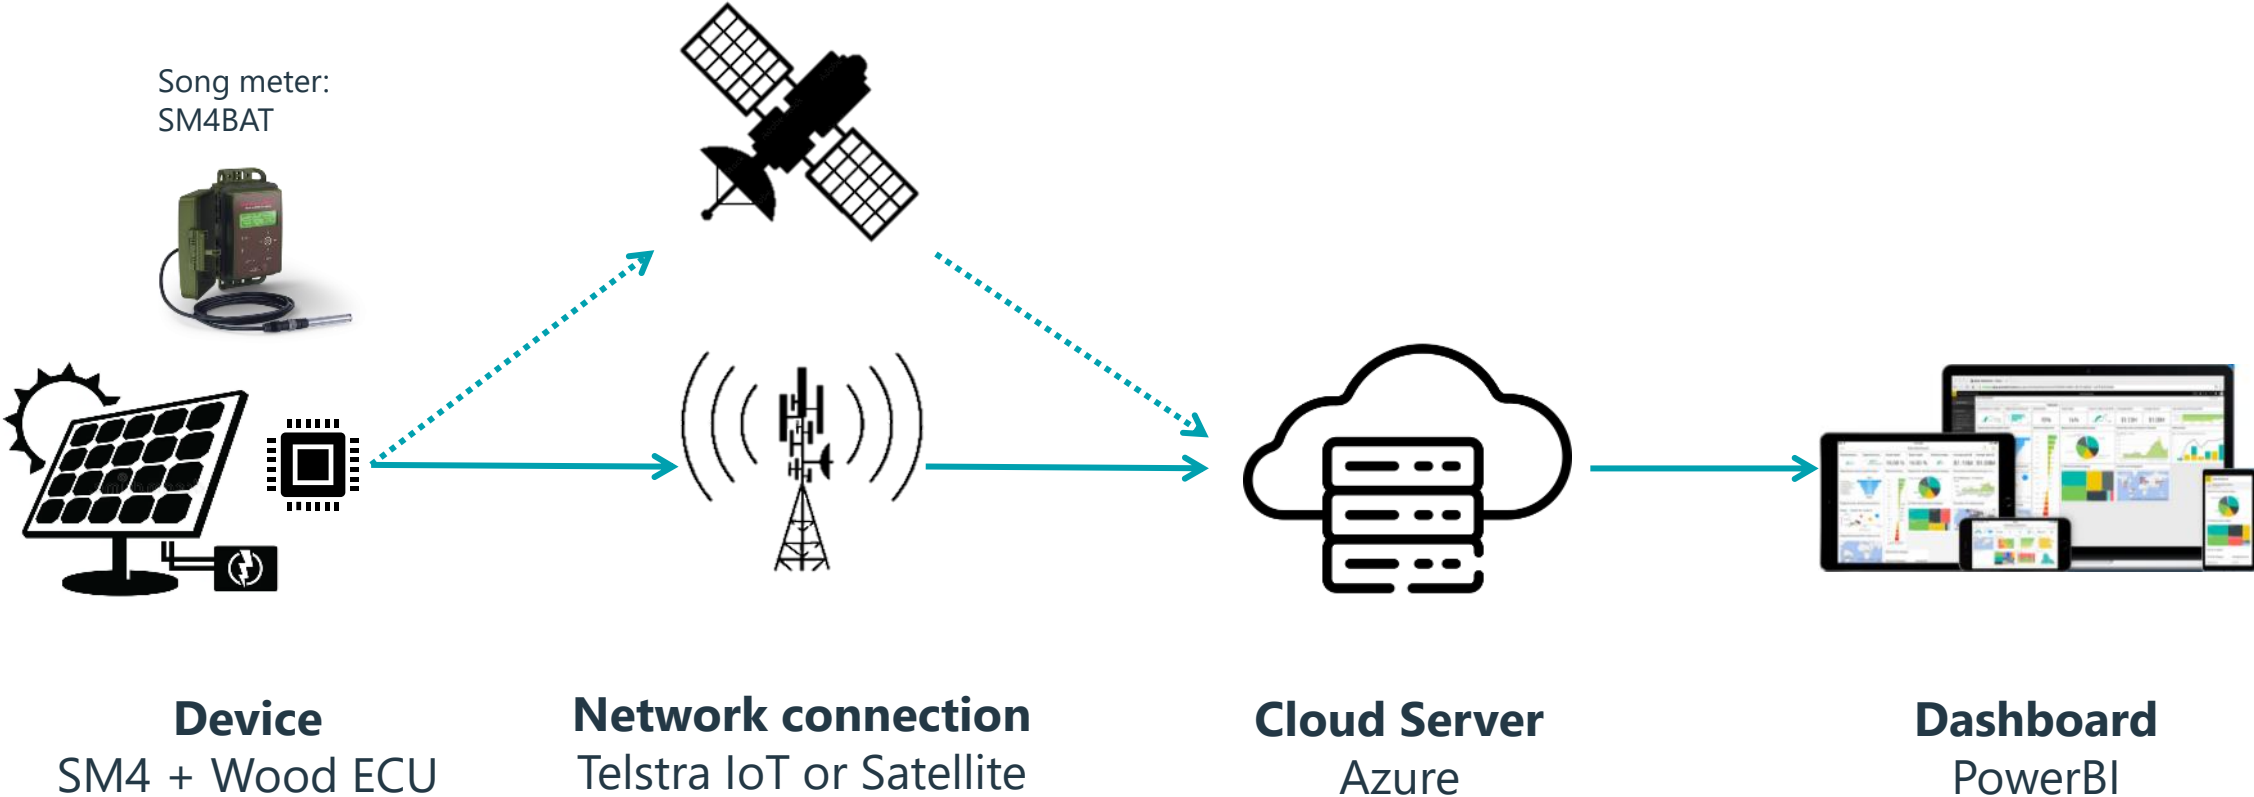 Song meter:
SM4BAT
Device
SM4 + Wood ECU
Network connection
Telstra IoT or Satellite
Cloud Server
Azure
Dashboard
PowerBI